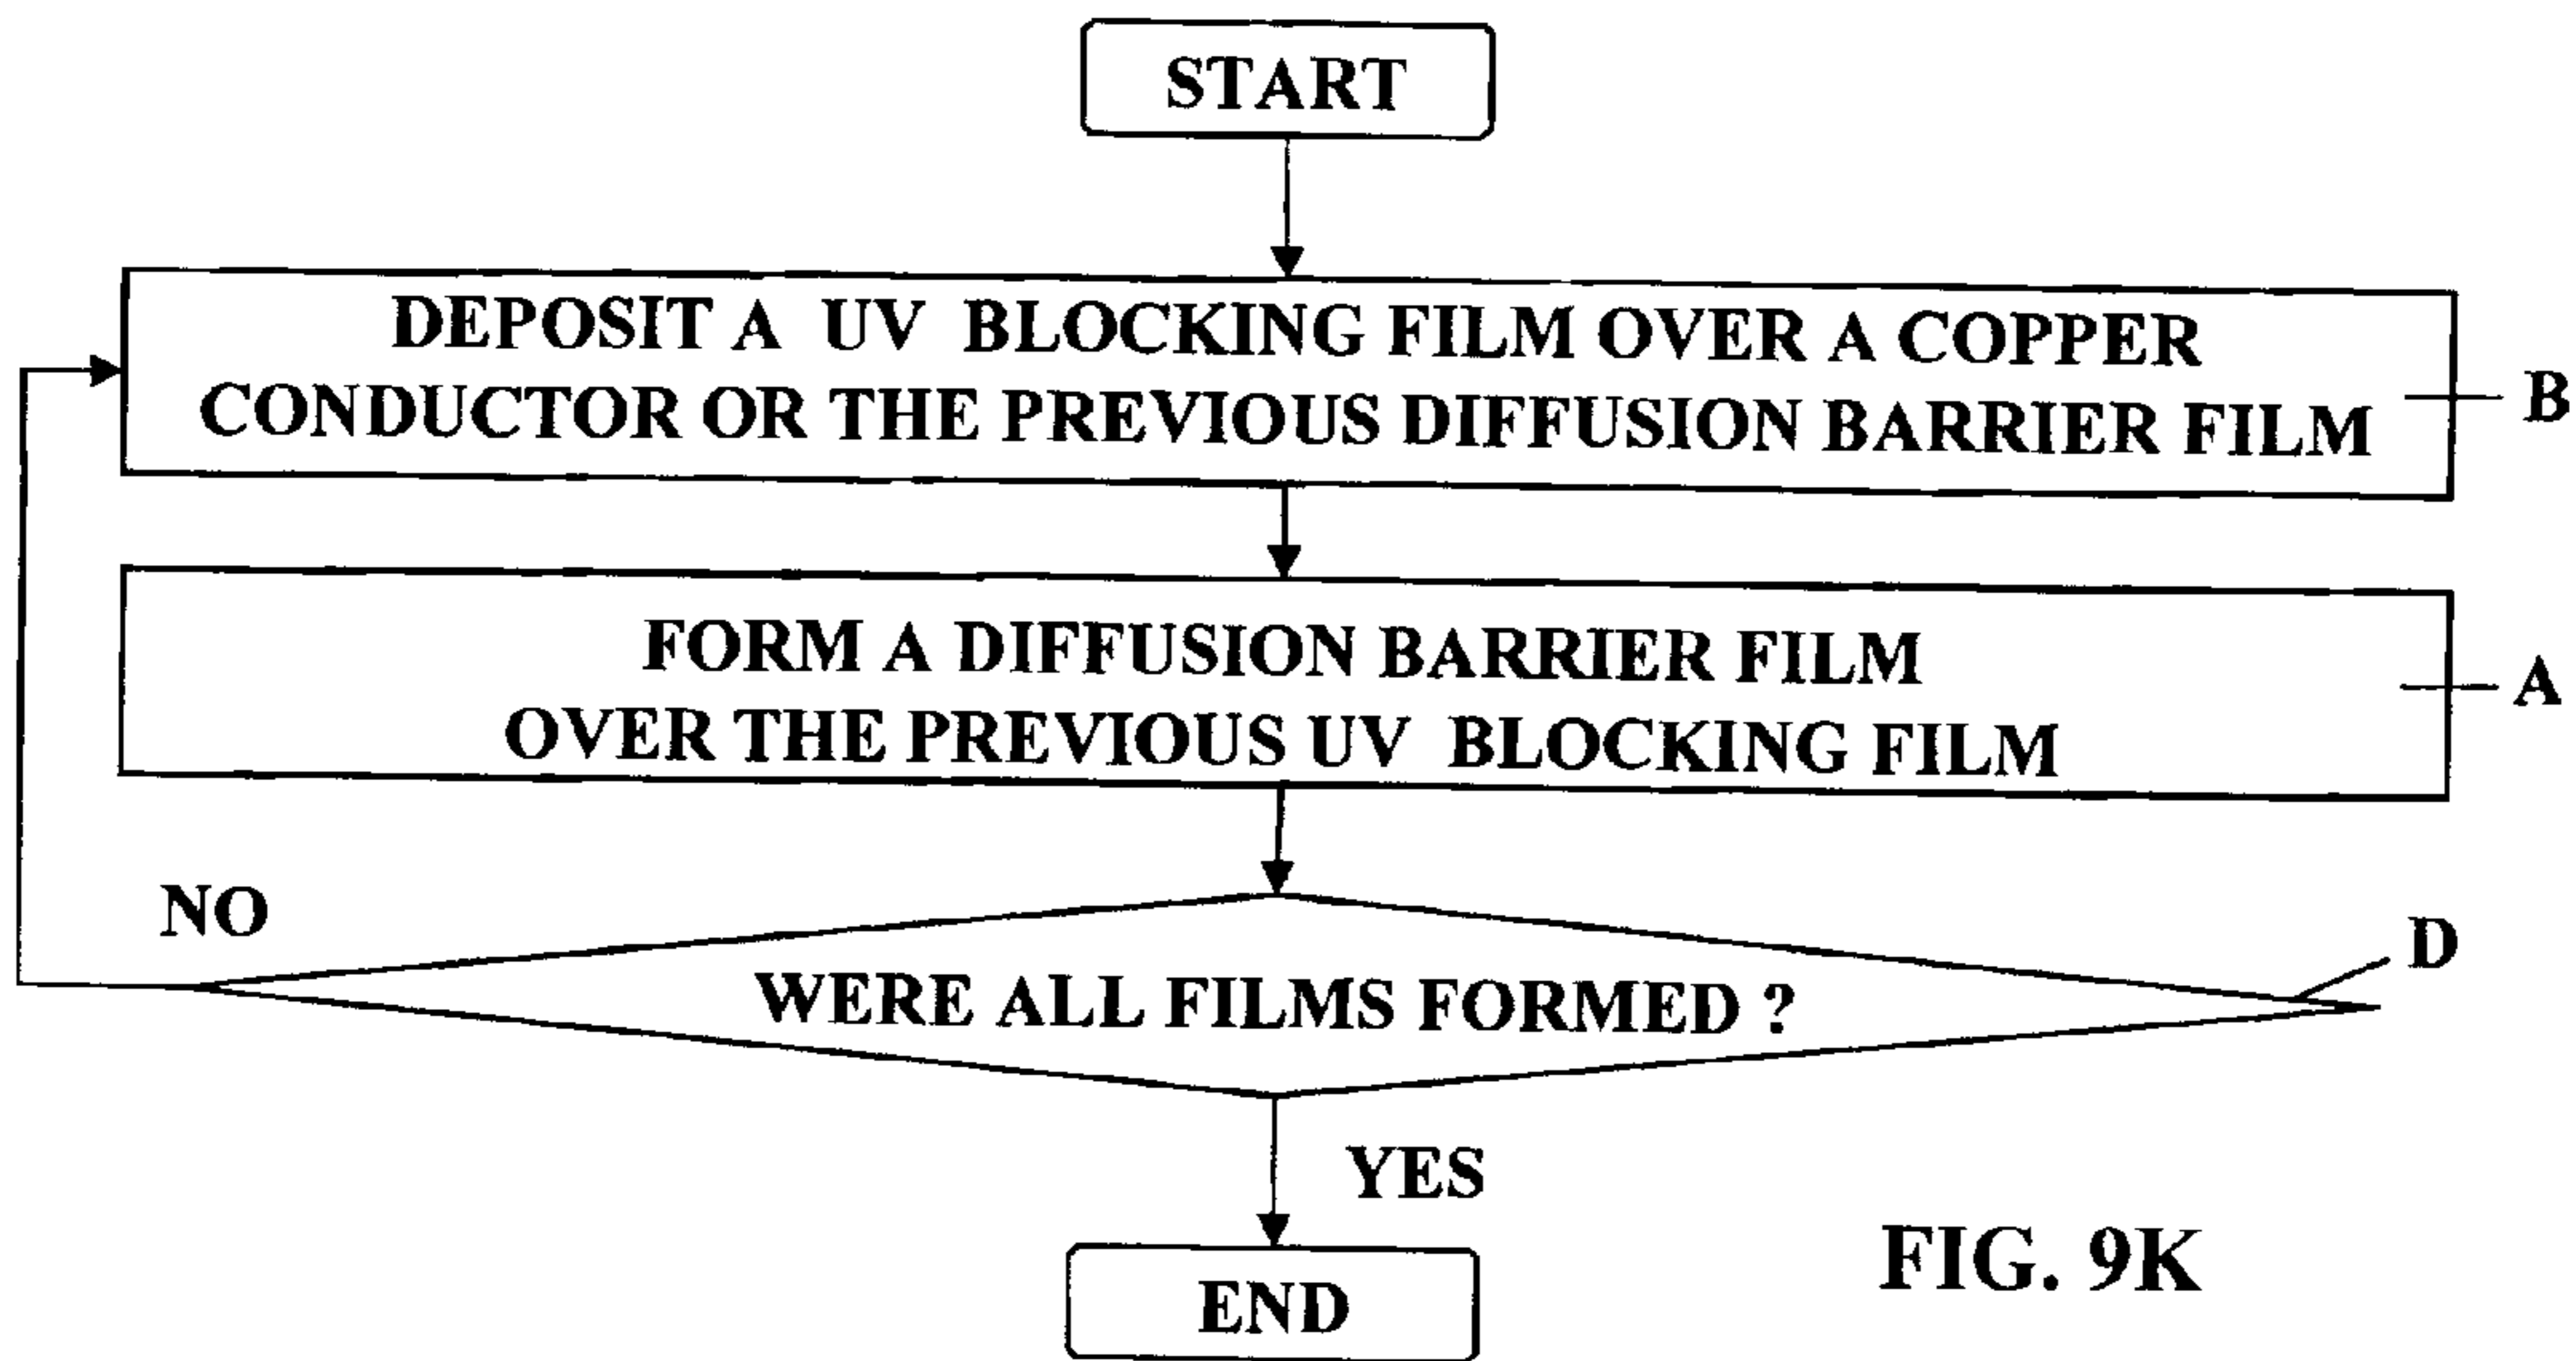 START
DEPOSIT A UV BLOCKING FILM OVER A COPPER
CONDUCTOR OR THE PREVIOUS DIFFUSION BARRIER FILM
B
FORM A DIFFUSION BARRIER FILM
OVER THE PREVIOUS UV BLOCKING FILM
A
NO
D
WERE ALL FILMS FORMED ?
YES
END
FIG. 9K